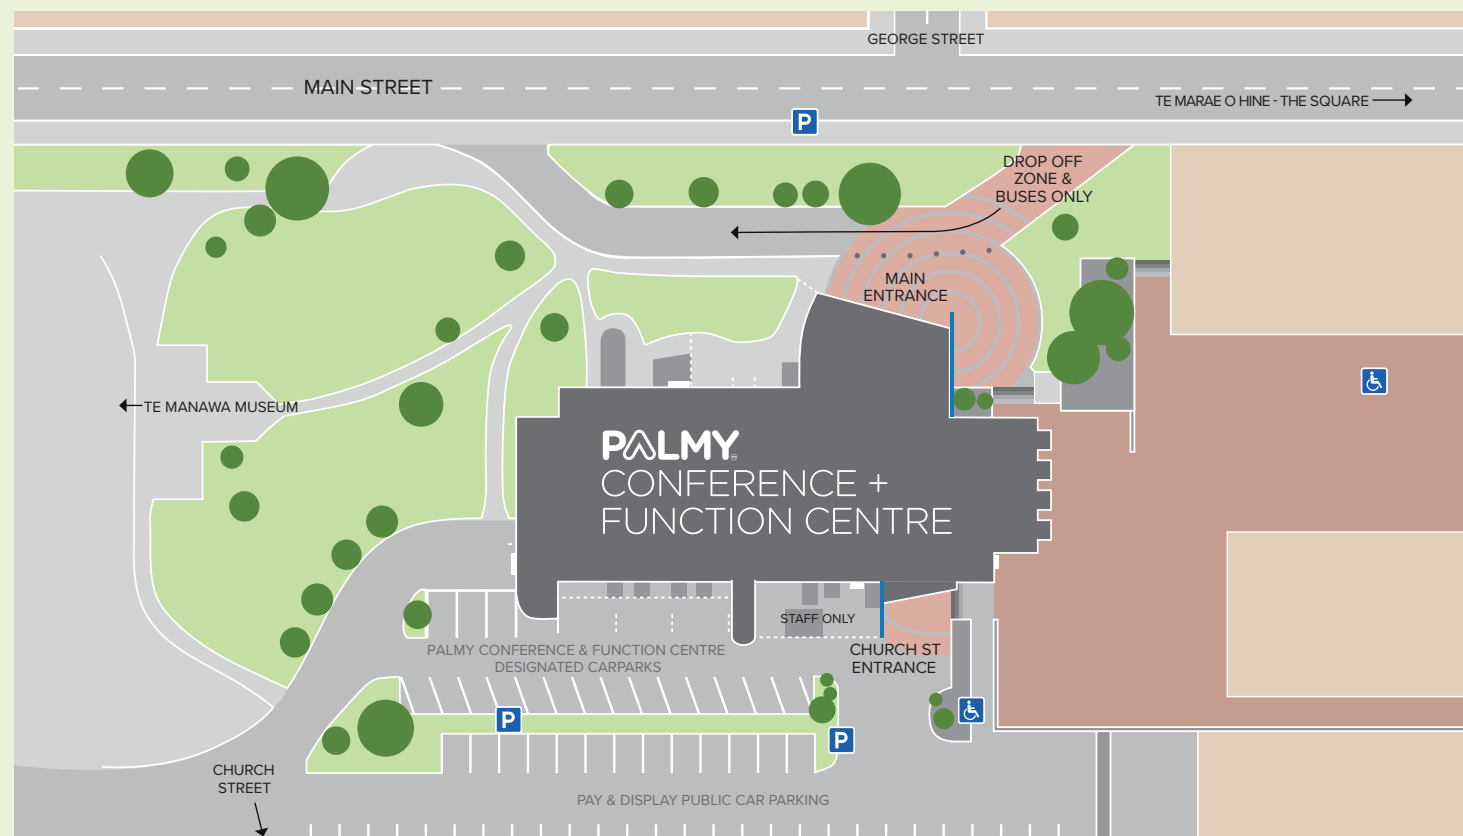 GEORGE STREET
MAIN STREET
TE MARAE O HINE - THE SQUARE
P
DROP OFF
ZONE &
BUSES ONLY
MAIN
ENTRANCE
TE MANAWA MUSEUM
PALMY
CONFERENCE +
FUNCTION CENTRE
STAFF ONLY
PALMY CONFERENCE & FUNCTION CENTRE
DESIGNATED CARPARKS
CHURCH ST
ENTRANCE
P
P
CHURCH
STREET
PAY & DISPLAY PUBLIC CAR PARKING